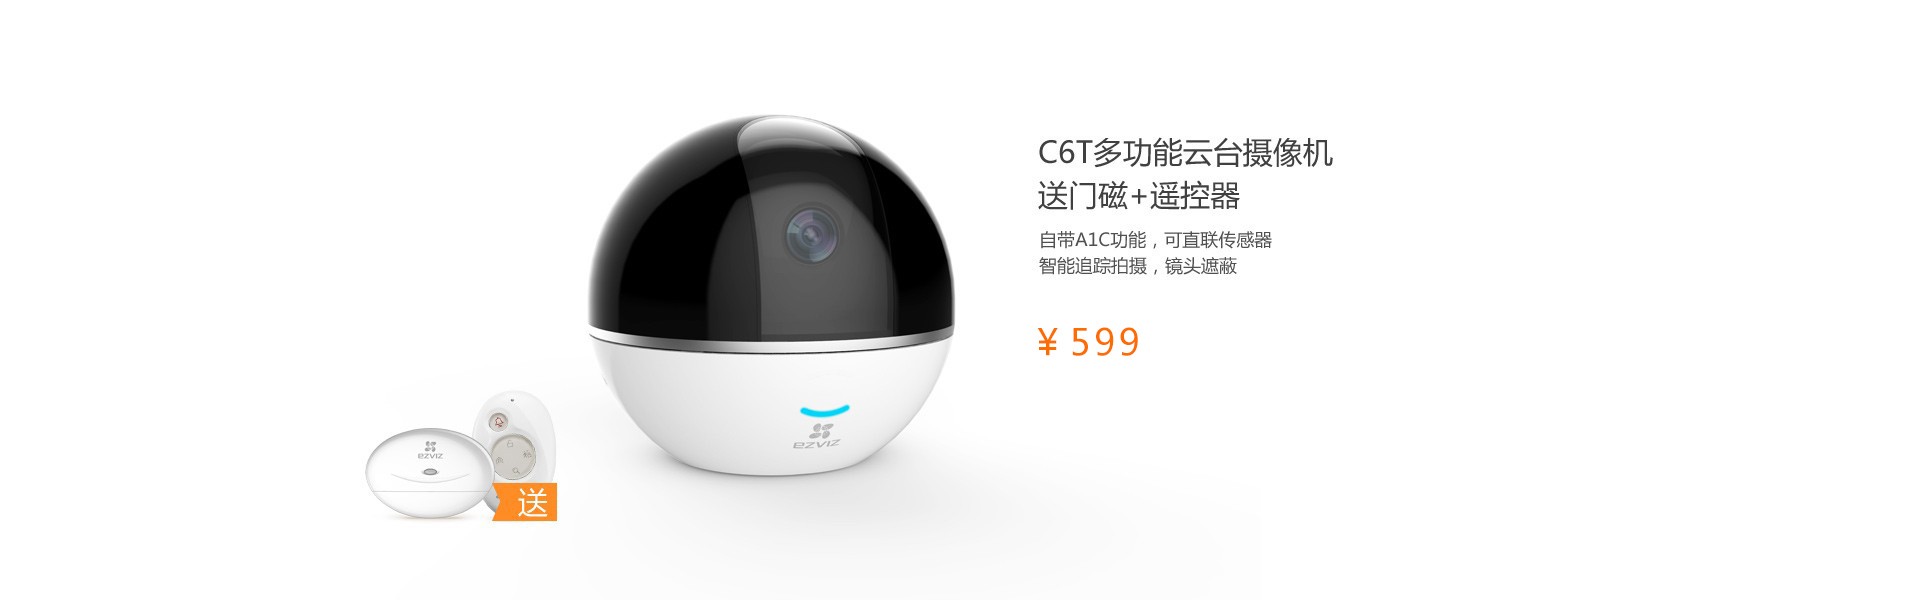 C6T多功能云台摄像机
送门磁+遥控器
自带A1C功能，可直联传感器
智能追踪拍摄，镜头遮蔽
¥ 599
ezviz
ezviz
送